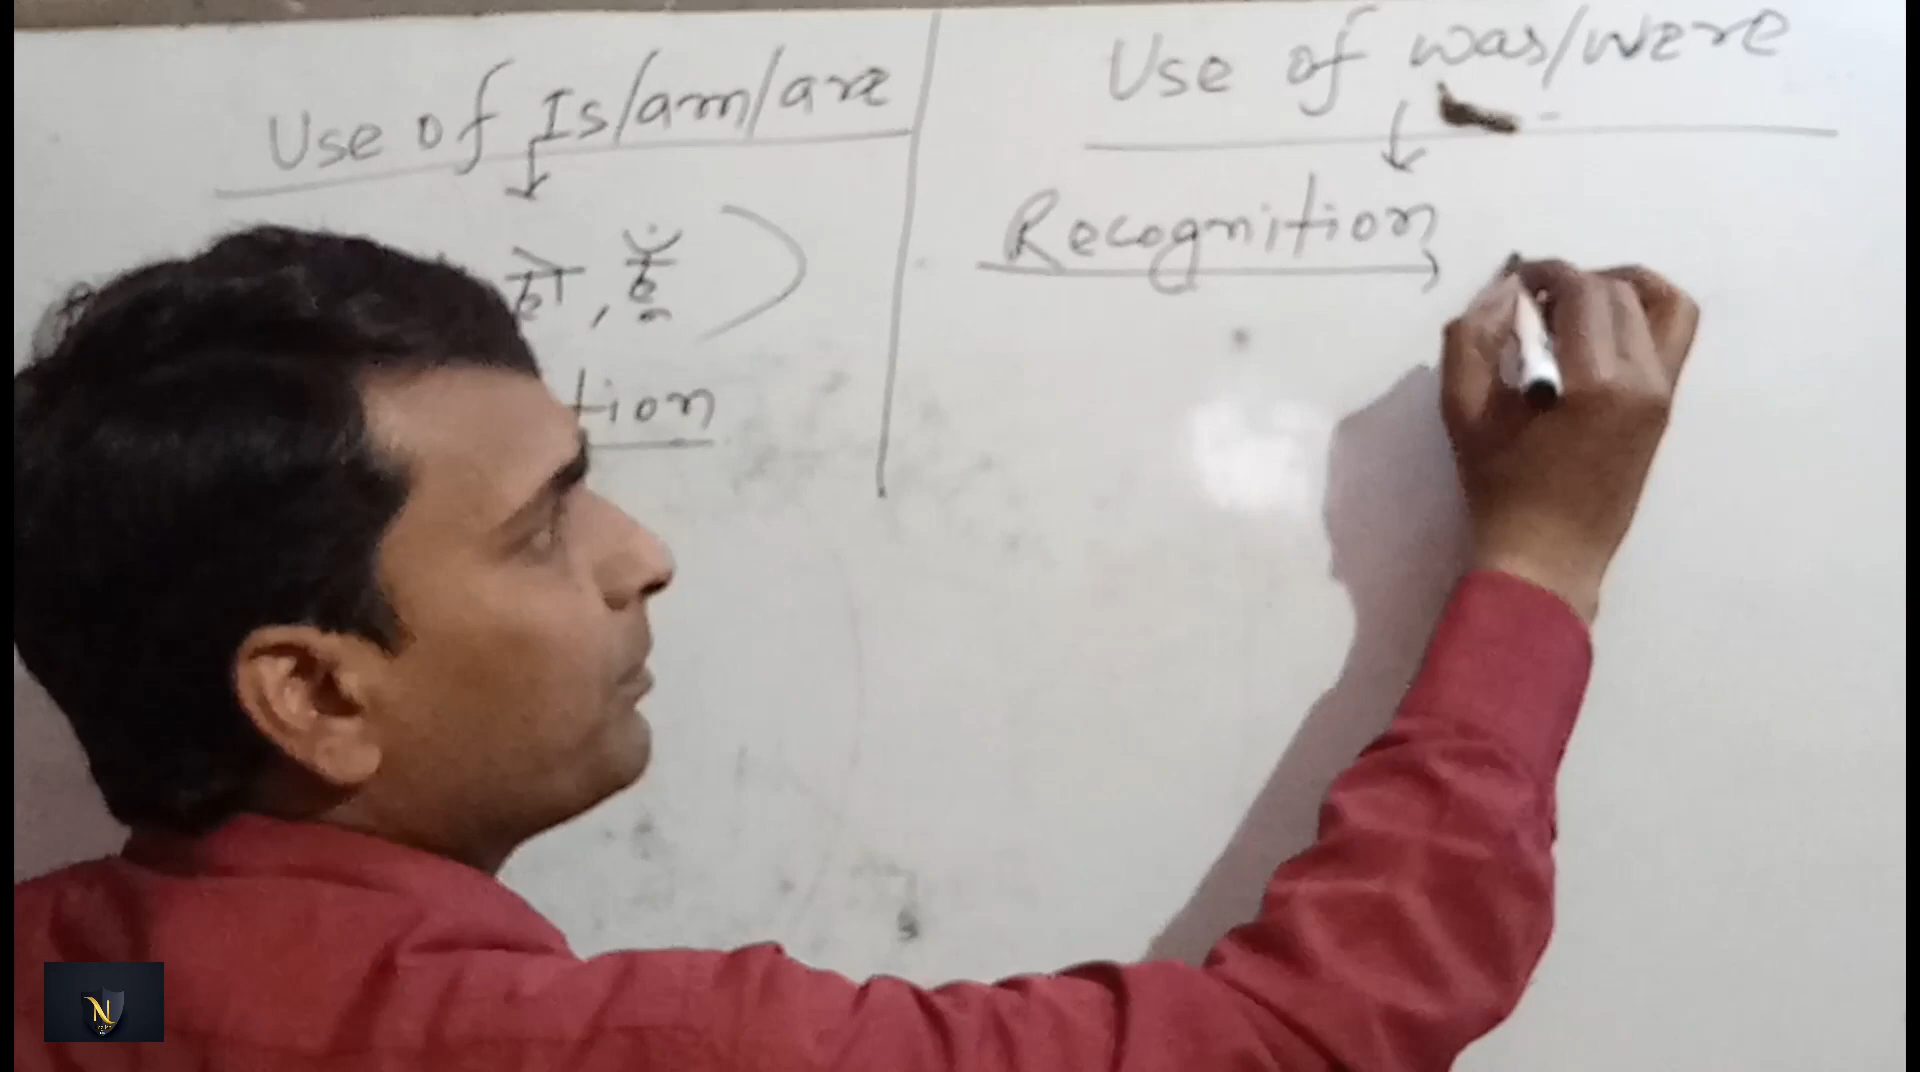 Use of Is/am/are
tion
Use of was/were
Recognition
N